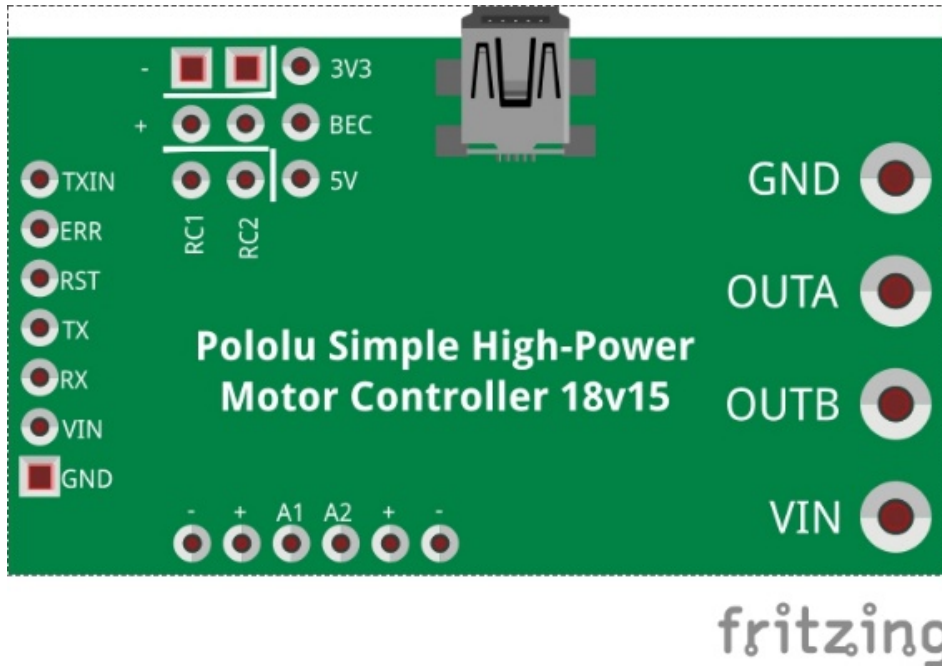 - 3V3
+ BEC
5V
RC1 RC2
TXIN
ERR
RST
TX
RX
VIN
GND
Pololu Simple High-Power
Motor Controller 18v15
- + A1 A2 + -
GND
OUTA
OUTB
VIN
fritzing